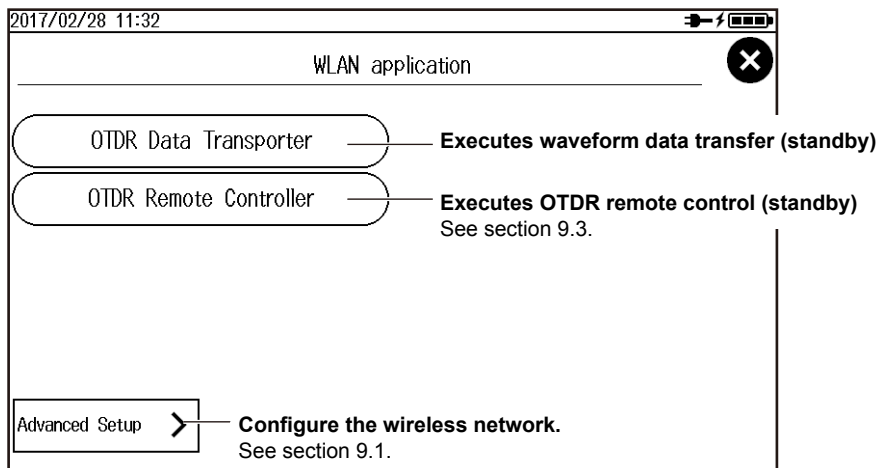 2017/02/28 11:32
WLAN application
OTDR Data Transporter
Executes waveform data transfer (standby)
OTDR Remote Controller
Executes OTDR remote control (standby)
See section 9.3.
Advanced Setup
Configure the wireless network.
See section 9.1.